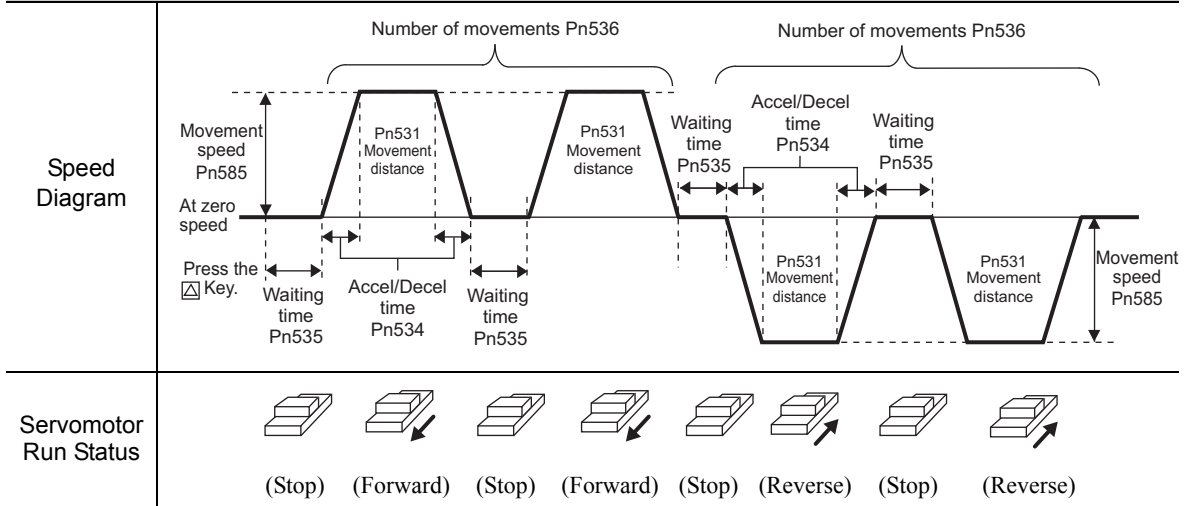 Speed
Diagram
Number of movements Pn536
Number of movements Pn536
Movement
speed
Pn585
Pn531
Movement
distance
Pn531
Movement
distance
Waiting
time
Pn535
Accel/Decel
time
Pn534
Waiting
time
Pn535
At zero
speed
Press the
△ Key.
Waiting
time
Pn535
Accel/Decel
time
Pn534
Waiting
time
Pn535
Pn531
Movement
distance
Pn531
Movement
distance
Movement
speed
Pn585
Servomotor
Run Status
(Stop) (Forward) (Stop) (Forward) (Stop) (Reverse) (Stop) (Reverse)